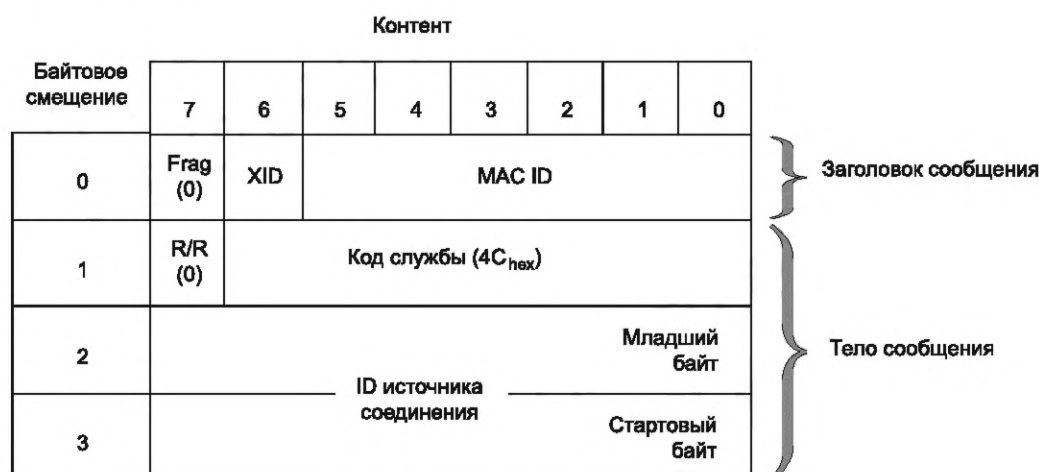 Контент
Байтовое
смещение
7 6 5 4 3 2 1 0
0 Frag
(0) XID MAC ID Заголовок сообщения
1 R/R
(0) Код службы (4Chex)
2 Младший
байт
ID источника
соединения
Тело сообщения
3 Стартовый
байт